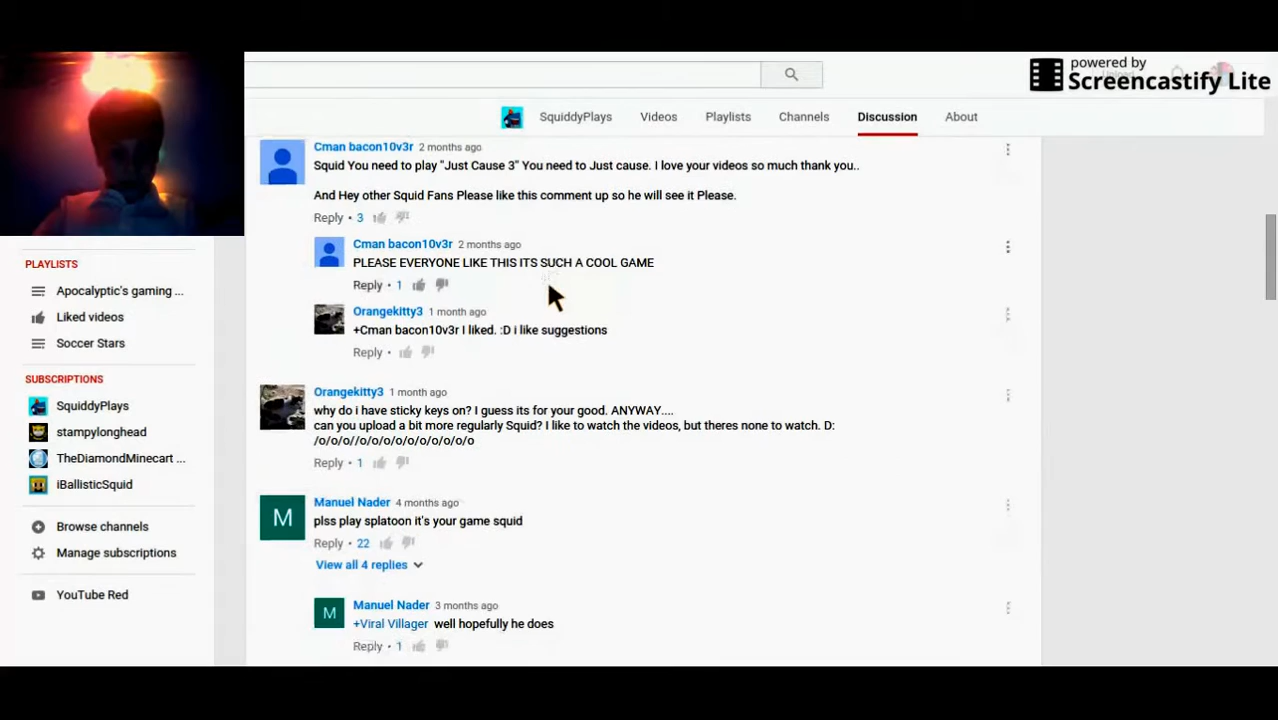 powered by
Screencastify Lite
SquiddyPlays Videos Playlists Channels Discussion About
Cman bacon10v3r 2 months ago
Squid You need to play "Just Cause 3" You need to Just cause. I love your videos so much thank you..
And Hey other Squid Fans Please like this comment up so he will see it Please.
Reply • 3
Cman bacon10v3r 2 months ago
PLEASE EVERYONE LIKE THIS ITS SUCH A COOL GAME
Reply • 1
Orangekitty3 1 month ago
+Cman bacon10v3r I liked. :D i like suggestions
Reply •
Orangekitty3 1 month ago
why do i have sticky keys on? I guess its for your good. ANYWAY....
can you upload a bit more regularly Squid? I like to watch the videos, but theres none to watch. D:
/o/o/o//o/o/o/o/o/o/o/o/o/o
Reply • 1
Manuel Nader 4 months ago
M
plss play splatoon it's your game squid
Reply • 22
View all 4 replies
Manuel Nader 3 months ago
M
+Viral Villager well hopefully he does
Reply • 1
PLAYLISTS
Apocalyptic's gaming ...
Liked videos
Soccer Stars
SUBSCRIPTIONS
SquiddyPlays
stampylonghead
TheDiamondMinecart ...
iBallisticSquid
Browse channels
Manage subscriptions
YouTube Red